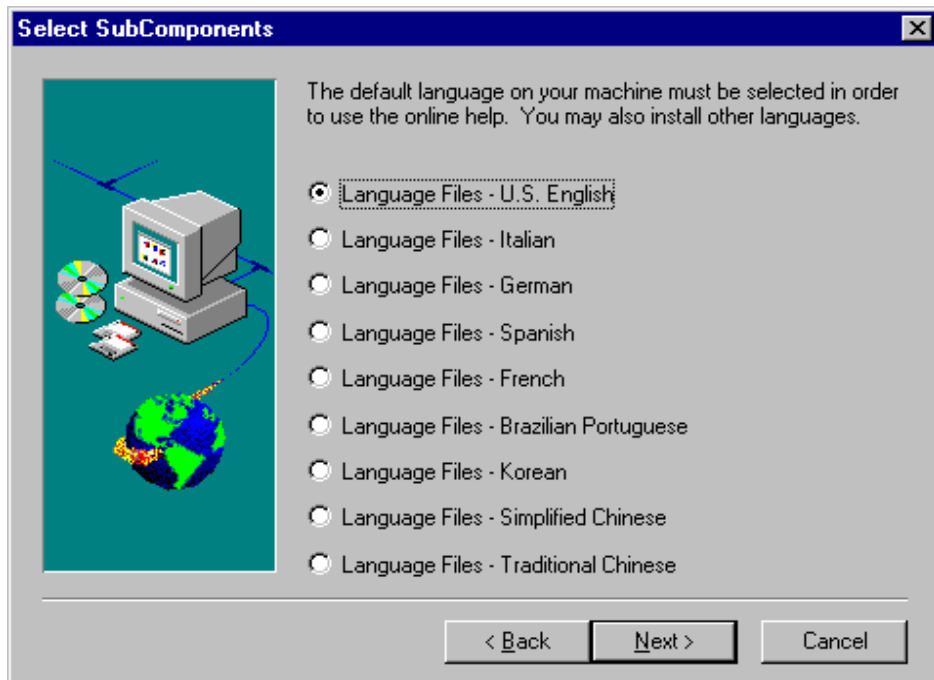 Select SubComponents
The default language on your machine must be selected in order
to use the online help.  You may also install other languages.
Language Files - U.S. English
Language Files - Italian
Language Files - German
Language Files - Spanish
Language Files - French
Language Files - Brazilian Portuguese
Language Files - Korean
Language Files - Simplified Chinese
Language Files - Traditional Chinese
< Back Next > Cancel